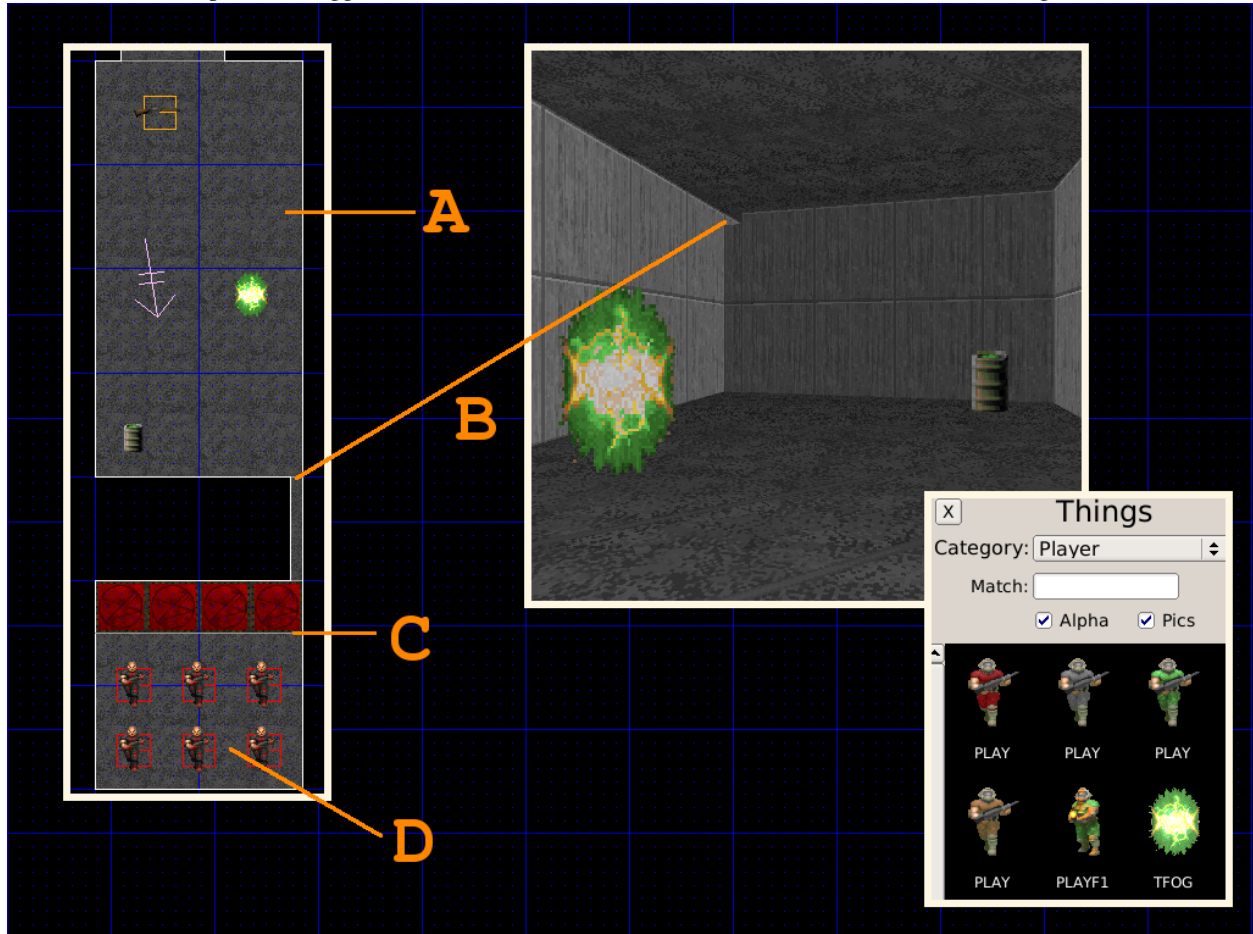 A
B
C
D
X
Things
Category: Player
Match:
Alpha Pics
PLAY PLAY PLAY
PLAY PLAYF1 TFOG